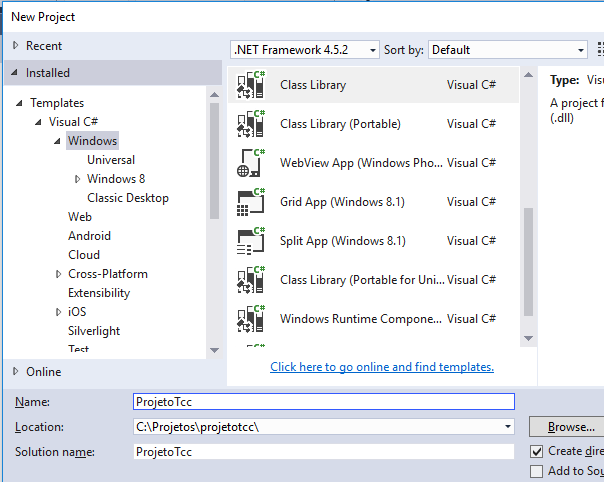 New Project
Recent
.NET Framework 4.5.2 Sort by: Default
Installed
Templates
Visual C#
Windows
Universal
Windows 8
Classic Desktop
Web
Android
Cloud
Cross-Platform
Extensibility
iOS
Silverlight
Test
Online
C# Class Library Visual C#
C# Class Library (Portable) Visual C#
C# WebView App (Windows Pho... Visual C#
C# Grid App (Windows 8.1) Visual C#
C# Split App (Windows 8.1) Visual C#
C# Class Library (Portable for Uni... Visual C#
C# Windows Runtime Compone... Visual C#
C#
Click here to go online and find templates.
Type: Visu
A project f
(.dll)
Name: ProjetoTcc
Location: C:\Projetos\projetotcc\ Browse...
Solution name: ProjetoTcc Create dire
Add to Sou